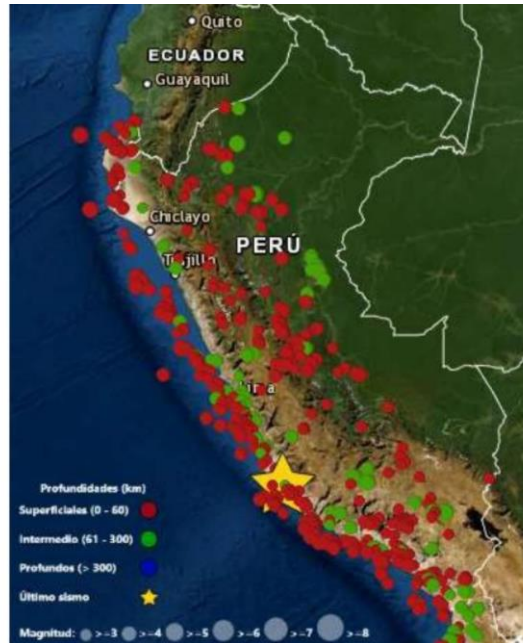 Quito
ECUADOR
Guayaquil
Chiclayo
PERÚ
Trujillo
Lima
Profundidades (km)
Superficiales (0 - 60)
Intermedio (61 - 300)
Profundos (> 300)
Último sismo
Magnitud: >=3 >=4 >=5 >=6 >=7 >=8